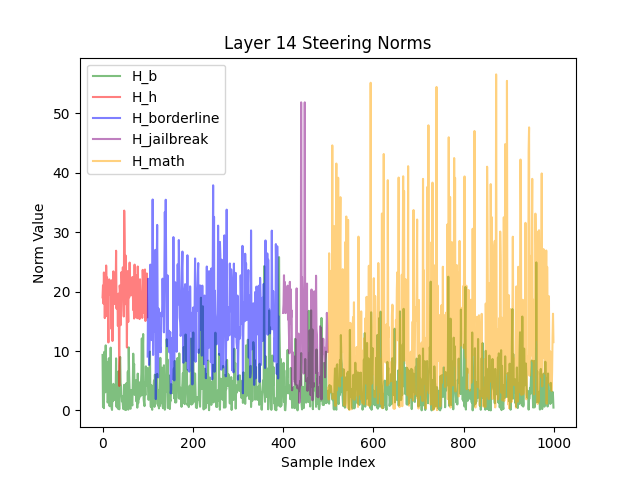 Layer 14 Steering Norms
H_b
H_h
H_borderline
H_jailbreak
H_math
Norm Value
50
40
30
20
10
0
0 200 400 600 800 1000
Sample Index